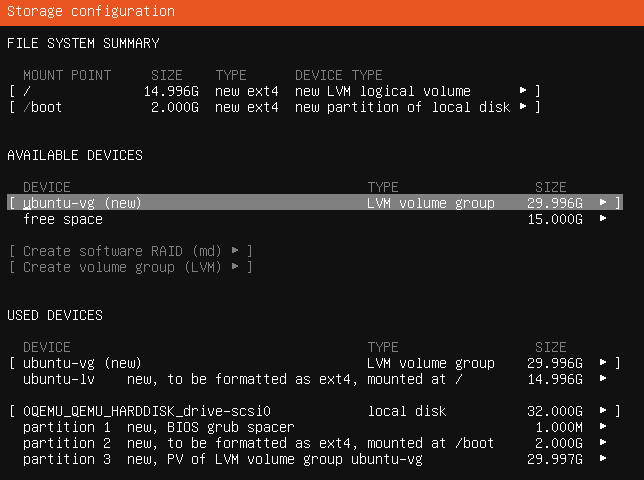 Storage configuration
FILE SYSTEM SUMMARY
MOUNT POINT SIZE TYPE DEVICE TYPE
[ / 14.996G new ext4 new LVM logical volume ▸ ]
[ /boot 2.000G new ext4 new partition of local disk ▸ ]
AVAILABLE DEVICES
DEVICE TYPE SIZE
[ ubuntu-vg (new) LVM volume group 29.996G ▸ ]
free space 15.000G ▸
[ Create software RAID (md) ▸ ]
[ Create volume group (LVM) ▸ ]
USED DEVICES
DEVICE TYPE SIZE
[ ubuntu-vg (new) LVM volume group 29.996G ▸ ]
ubuntu-lv new, to be formatted as ext4, mounted at / 14.996G ▸
[ 0QEMU_QEMU_HARDDISK_drive-scsi0 local disk 32.000G ▸ ]
partition 1 new, BIOS grub spacer 1.000M ▸
partition 2 new, to be formatted as ext4, mounted at /boot 2.000G ▸
partition 3 new, PV of LVM volume group ubuntu-vg 29.997G ▸